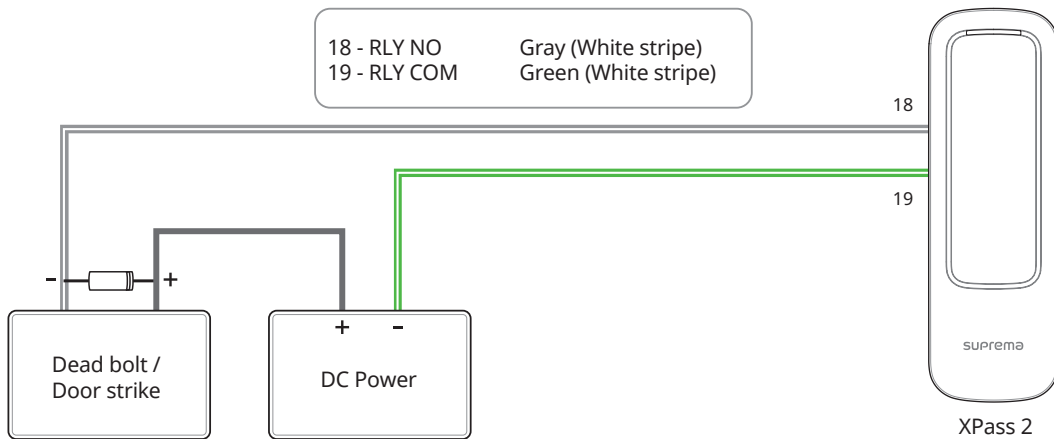 18 - RLY NO Gray (White stripe)
19 - RLY COM Green (White stripe)
18
19
- +
+ -
Dead bolt /
Door strike
DC Power
suprema
XPass 2